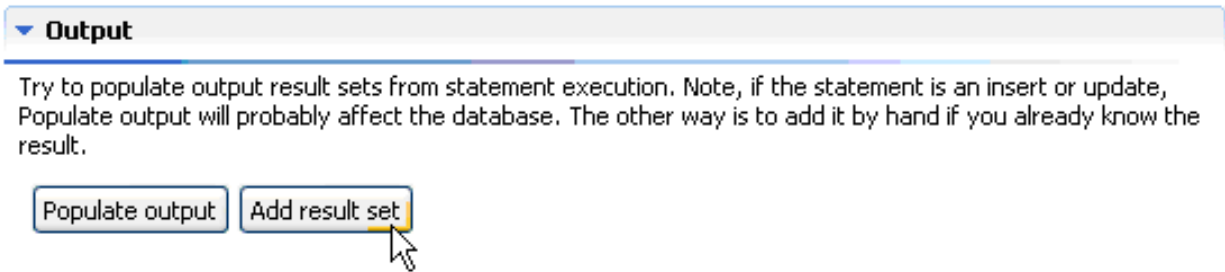 Output
Try to populate output result sets from statement execution. Note, if the statement is an insert or update,
Populate output will probably affect the database. The other way is to add it by hand if you already know the
result.
Populate output Add result set